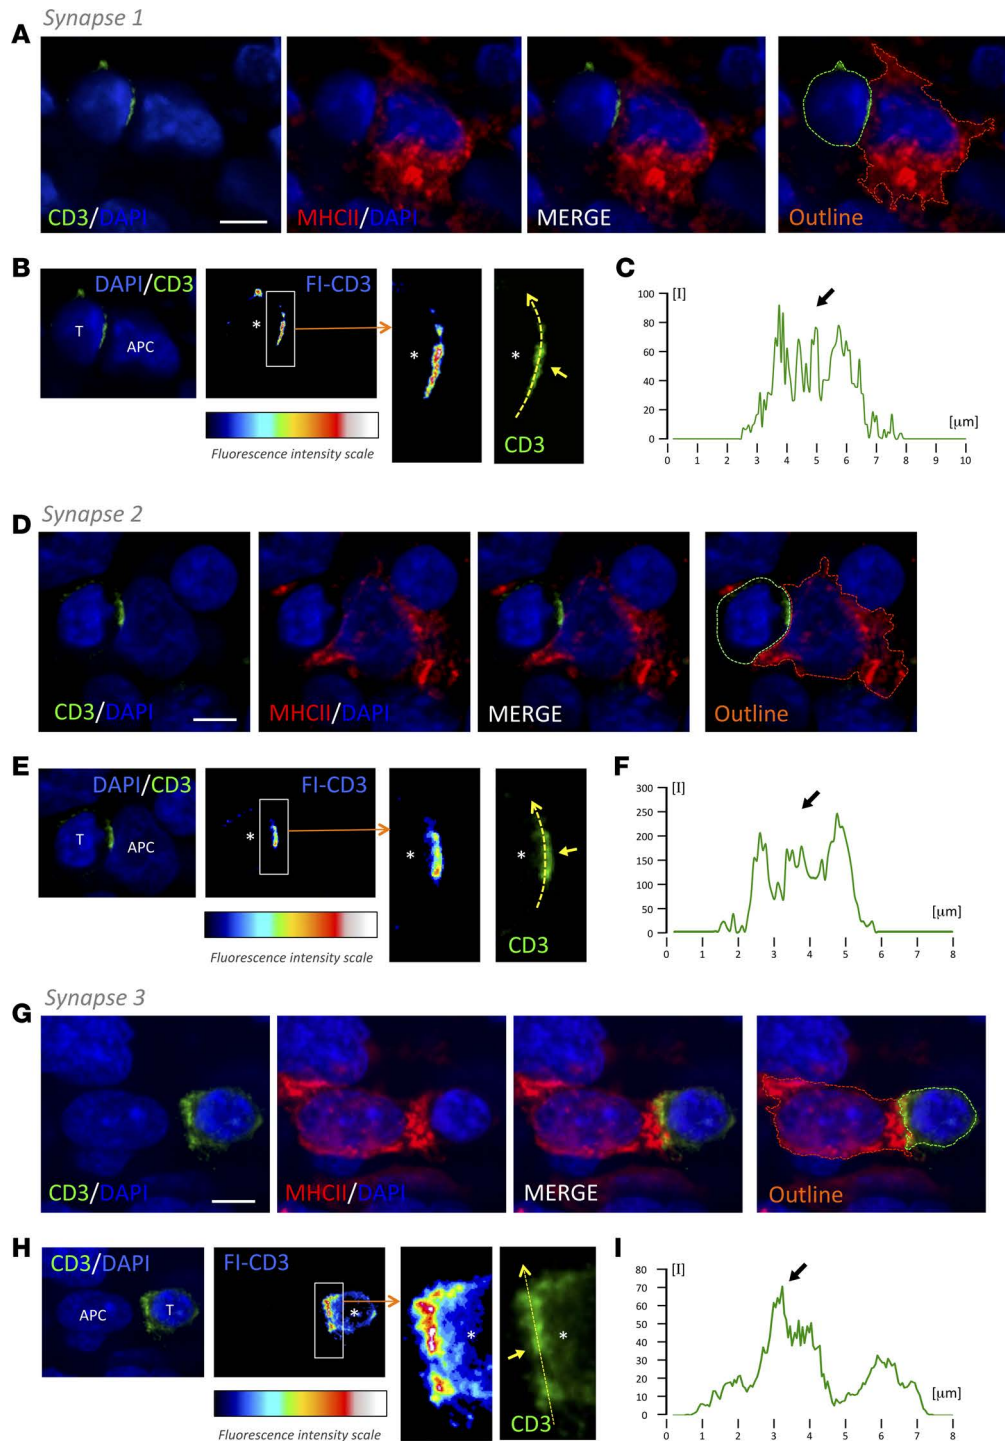 Synapse 1
A
CD3/DAPI
MHCII/DAPI
MERGE
Outline
B
DAPI/CD3
T
APC
FI-CD3
*
*
*
CD3
Fluorescence intensity scale
C
[I]
100
80
60
40
20
0
[µm]
0 1 2 3 4 5 6 7 8 9 10
Synapse 2
D
CD3/DAPI
MHCII/DAPI
MERGE
Outline
E
DAPI/CD3
T
APC
FI-CD3
*
*
*
CD3
Fluorescence intensity scale
F
[I]
300
250
200
150
100
50
0
[µm]
0 1 2 3 4 5 6 7 8
Synapse 3
G
CD3/DAPI
MHCII/DAPI
MERGE
Outline
H
CD3/DAPI
APC
T
FI-CD3
*
*
*
CD3
Fluorescence intensity scale
I
[I]
80
70
60
50
40
30
20
10
0
[µm]
0 1 2 3 4 5 6 7 8